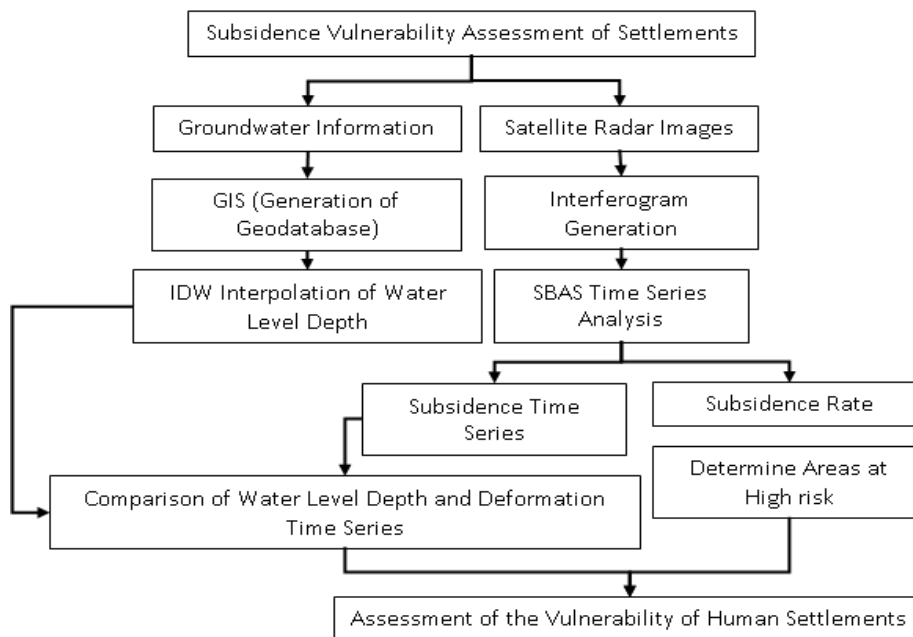 Subsidence Vulnerability Assessment of Settlements
Groundwater Information
Satellite Radar Images
GIS (Generation of
Geodatabase)
Interferogram
Generation
IDW Interpolation of Water
Level Depth
SBAS Time Series
Analysis
Subsidence Time
Series
Subsidence Rate
Determine Areas at
High risk
Comparison of Water Level Depth and Deformation
Time Series
Assessment of the Vulnerability of Human Settlements